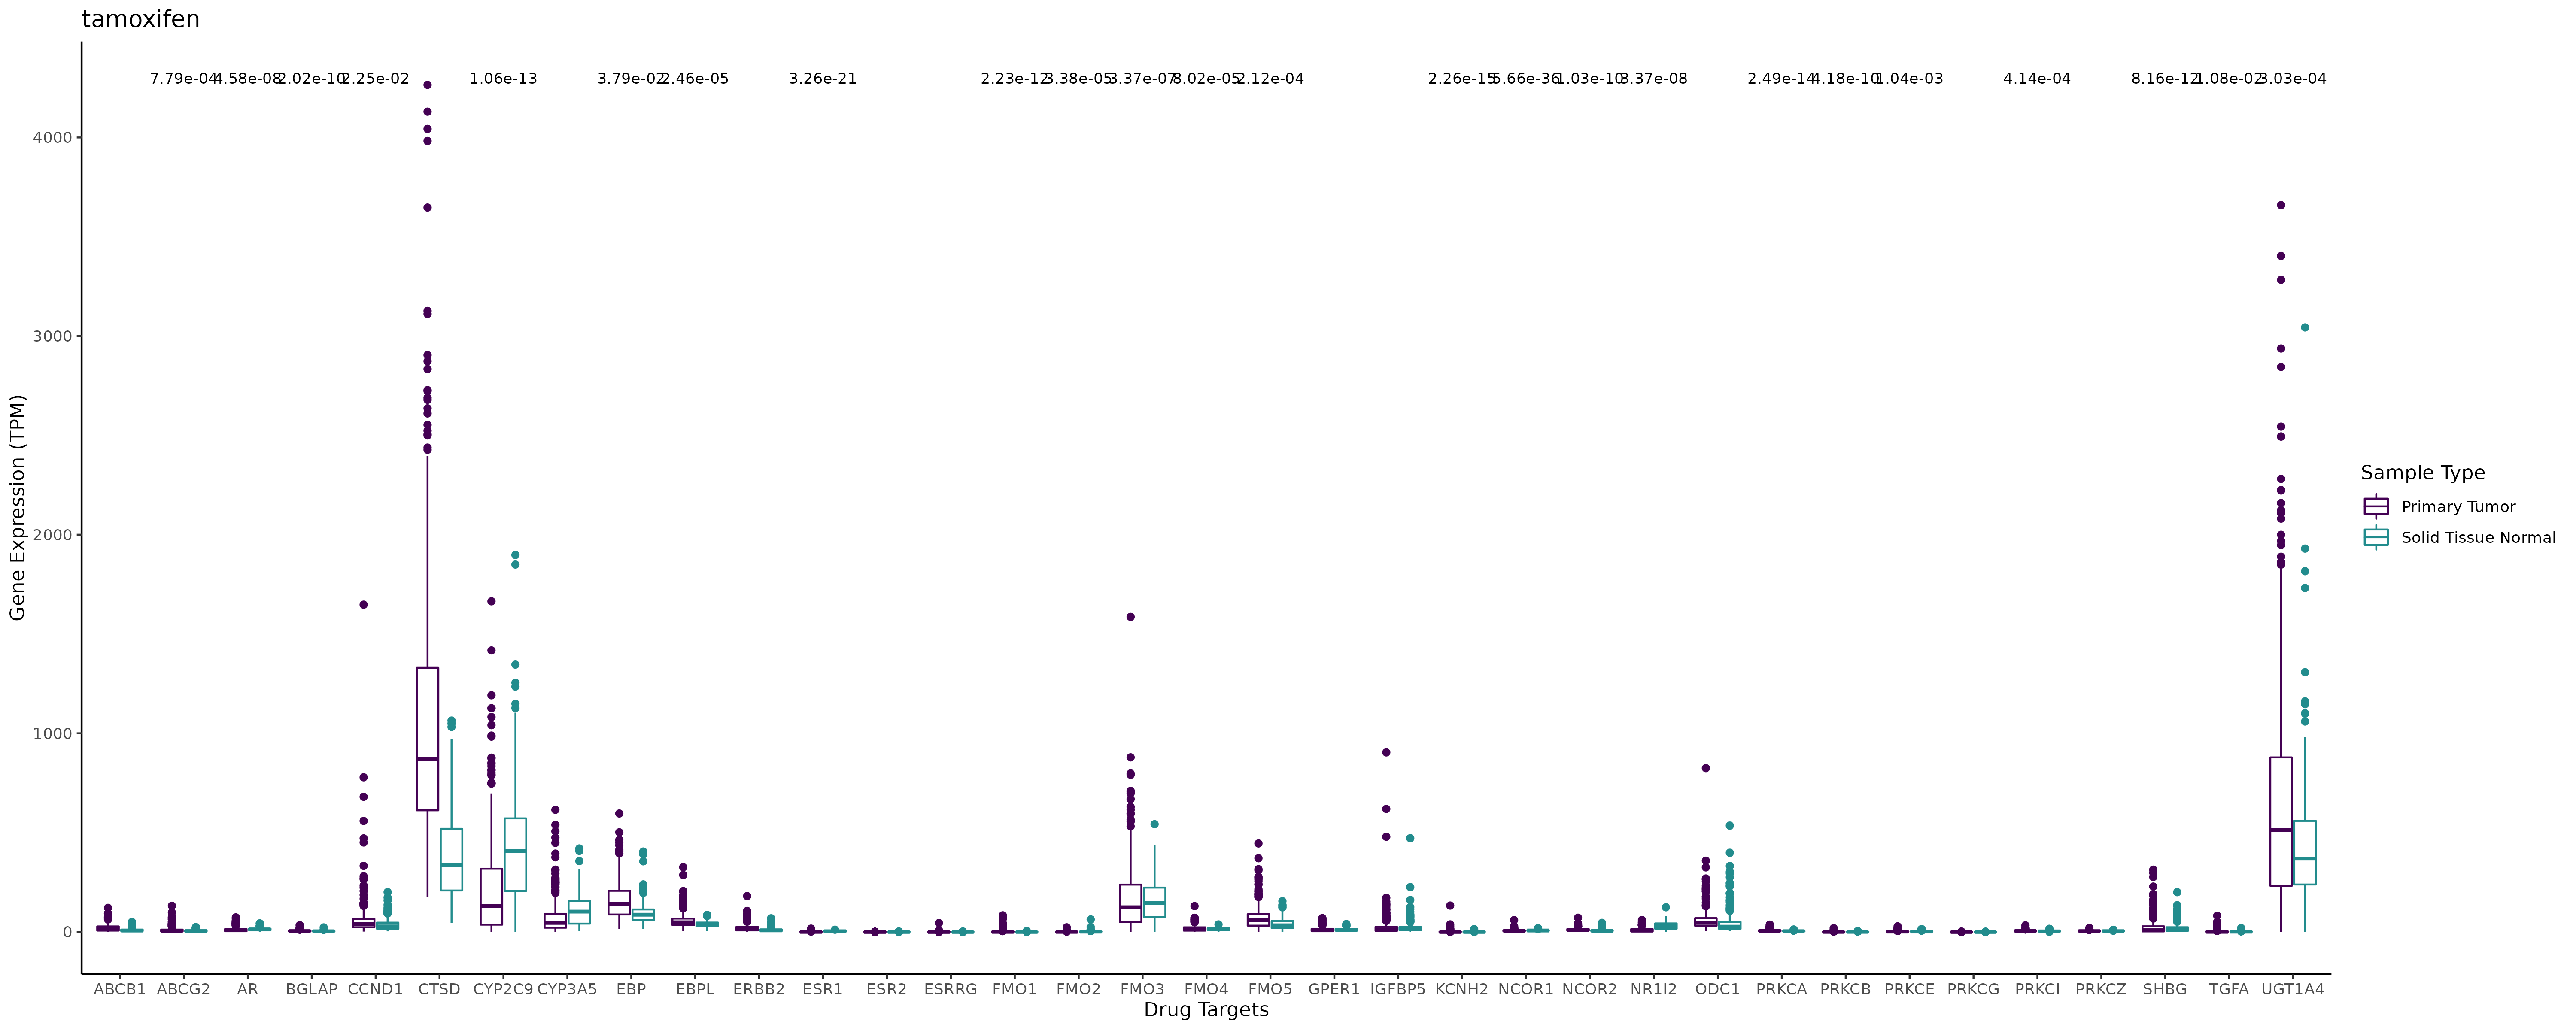 tamoxifen
7.79e-04 4.58e-08 2.02e-10 2.25e-02 1.06e-13 3.79e-02 2.46e-05 3.26e-21 2.23e-12 3.38e-05 3.37e-07 8.02e-05 2.12e-04 2.26e-15 5.66e-36 1.03e-10 3.37e-08 2.49e-14 4.18e-10 1.04e-03 4.14e-04 8.16e-12 1.08e-02 3.03e-04
4000
3000
2000
1000
0
Gene Expression (TPM)
ABCB1 ABCG2 AR BGLAP CCND1 CTSD CYP2C9 CYP3A5 EBP EBPL ERBB2 ESR1 ESR2 ESRRG FMO1 FMO2 FMO3 FMO4 FMO5 GPER1 IGFBP5 KCNH2 NCOR1 NCOR2 NR1I2 ODC1 PRKCA PRKCB PRKCE PRKCG PRKCI PRKCZ SHBG TGFA UGT1A4
Drug Targets
Sample Type
Primary Tumor
Solid Tissue Normal